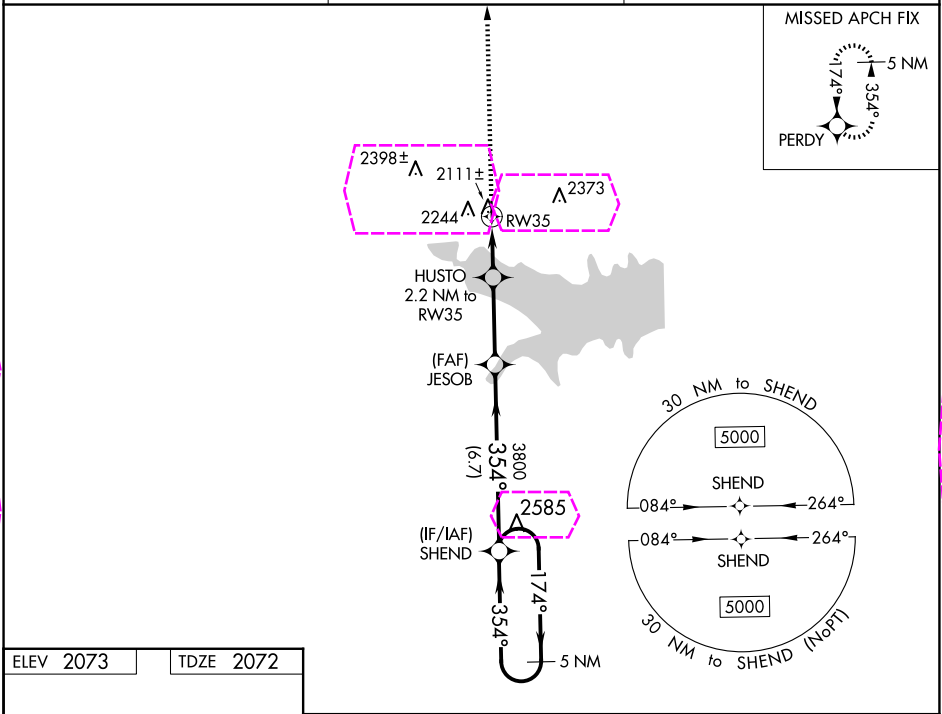 MISSED APCH FIX
5 NM
174°
354°
PERDY
2398±
2111±
2373
2244
RW35
HUSTO
2.2 NM to
RW35
(FAF)
JESOB
3800
354°
(6.7)
2585
(IF/IAF)
SHEND
174°
354°
5 NM
30 NM to SHEND
5000
SHEND
084°
264°
084°
264°
SHEND
5000
30 NM to SHEND (NoPT)
ELEV 2073
TDZE 2072